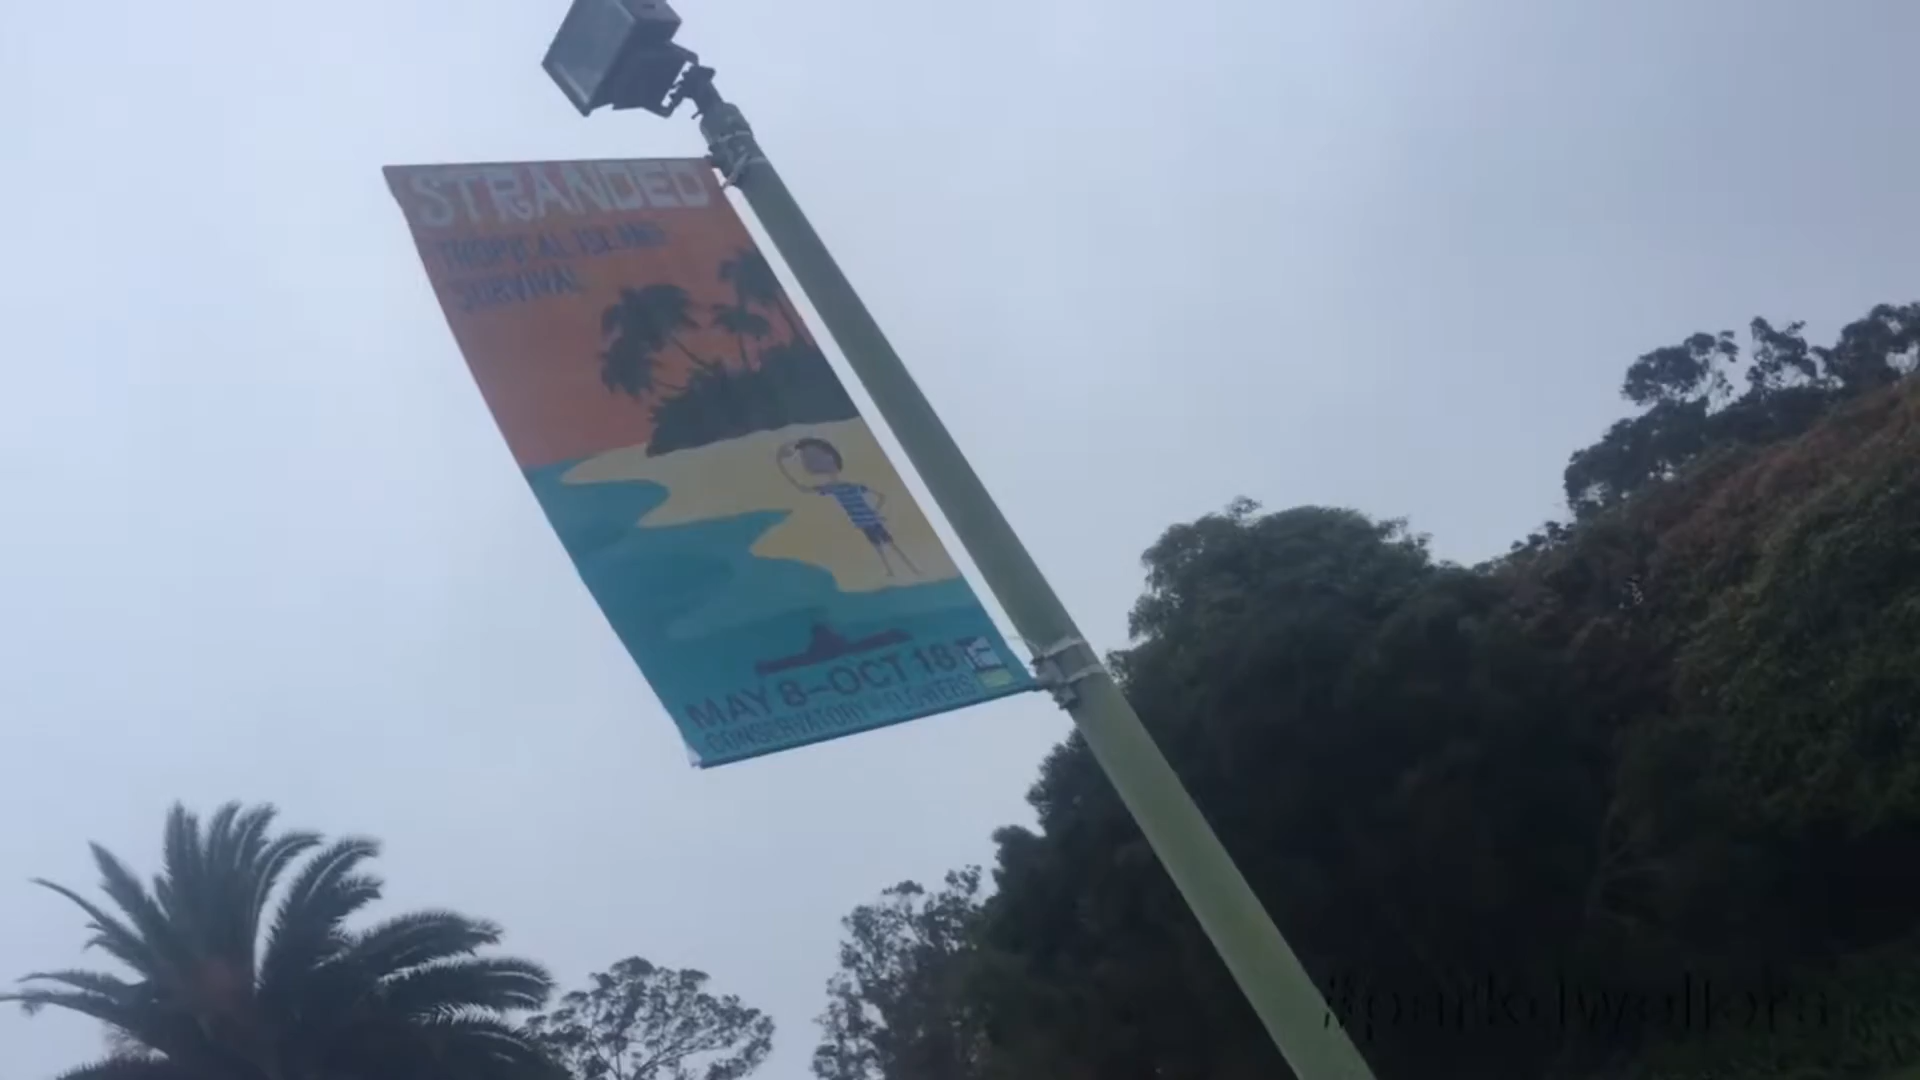 STRANDED
TROPICAL ISLAND
SURVIVAL
MAY 8–OCT 18
CONSERVATORY OF FLOWERS